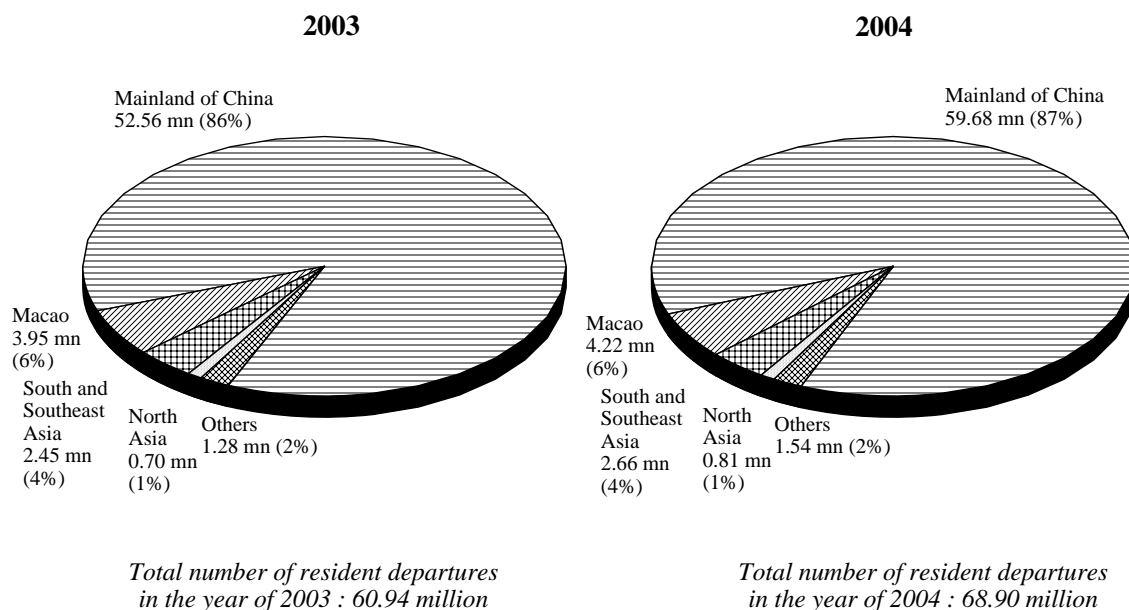 2003
Mainland of China
52.56 mn (86%)
Macao
3.95 mn
(6%)
South and
Southeast
Asia
2.45 mn
(4%)
North
Asia
0.70 mn
(1%)
Others
1.28 mn (2%)
Total number of resident departures
in the year of 2003 : 60.94 million
2004
Mainland of China
59.68 mn (87%)
Macao
4.22 mn
(6%)
South and
Southeast
Asia
2.66 mn
(4%)
North
Asia
0.81 mn
(1%)
Others
1.54 mn (2%)
Total number of resident departures
in the year of 2004 : 68.90 million